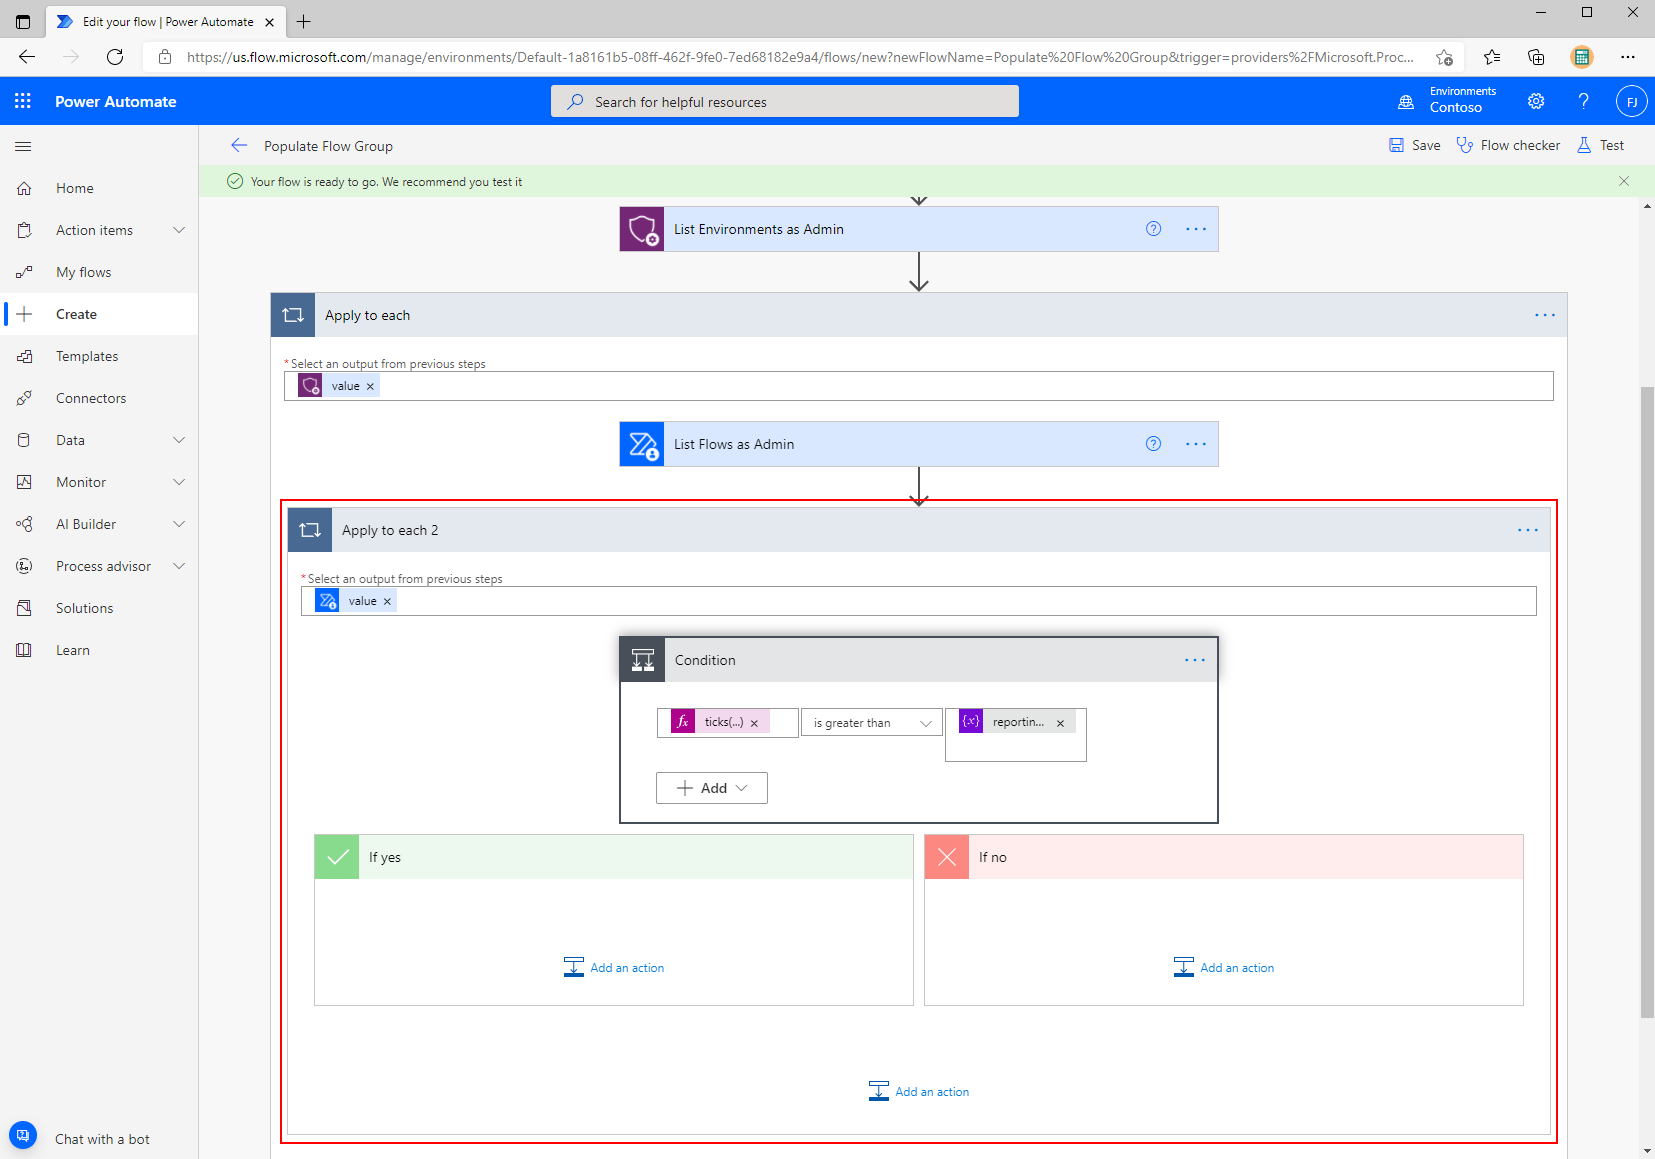 Edit your flow | Power Automate
https://us.flow.microsoft.com/manage/environments/Default-1a8161b5-08ff-462f-9fe0-7ed68182e9a4/flows/new?newFlowName=Populate%20Flow%20Group&trigger=providers%2FMicrosoft.Proc...
Power Automate
Search for helpful resources
Environments
Contoso
?
FJ
Populate Flow Group
Save
Flow checker
Test
Your flow is ready to go. We recommend you test it
Home
Action items
My flows
Create
Templates
Connectors
Data
Monitor
AI Builder
Process advisor
Solutions
Learn
Chat with a bot
List Environments as Admin
Apply to each
* Select an output from previous steps
value
List Flows as Admin
Apply to each 2
* Select an output from previous steps
value
Condition
fx ticks(...)
is greater than
{x} reportin...
Add
If yes
Add an action
If no
Add an action
Add an action